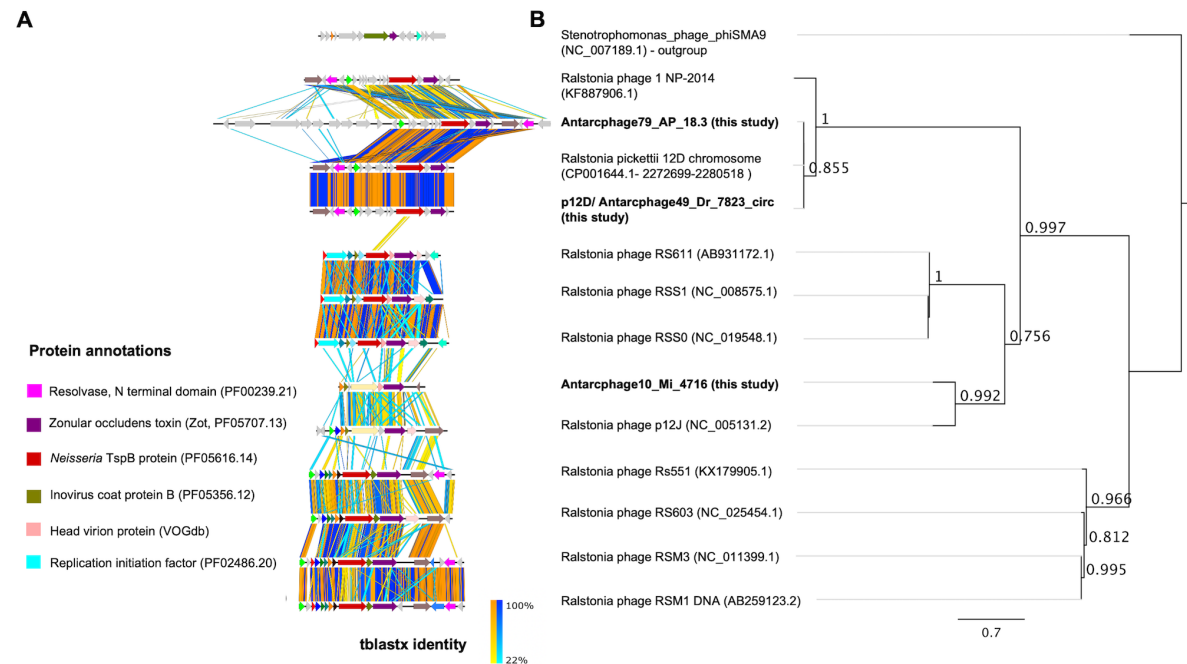 A
Protein annotations
Resolvase, N terminal domain (PF00239.21)
Zonular occludens toxin (Zot, PF05707.13)
Neisseria TspB protein (PF05616.14)
Inovirus coat protein B (PF05356.12)
Head virion protein (VOGdb)
Replication initiation factor (PF02486.20)
tblastx identity
100%
22%
B
Stenotrophomonas_phage_phiSMA9
(NC_007189.1) - outgroup
Ralstonia phage 1 NP-2014
(KF887906.1)
Antarcphage79_AP_18.3 (this study)
Ralstonia pickettii 12D chromosome
(CP001644.1- 2272699-2280518 )
p12D/ Antarcphage49_Dr_7823_circ
(this study)
Ralstonia phage RS611 (AB931172.1)
Ralstonia phage RSS1 (NC_008575.1)
Ralstonia phage RSS0 (NC_019548.1)
Antarcphage10_Mi_4716 (this study)
Ralstonia phage p12J (NC_005131.2)
Ralstonia phage Rs551 (KX179905.1)
Ralstonia phage RS603 (NC_025454.1)
Ralstonia phage RSM3 (NC_011399.1)
Ralstonia phage RSM1 DNA (AB259123.2)
1
0.855
0.997
1
0.756
0.992
0.966
0.812
0.995
0.7